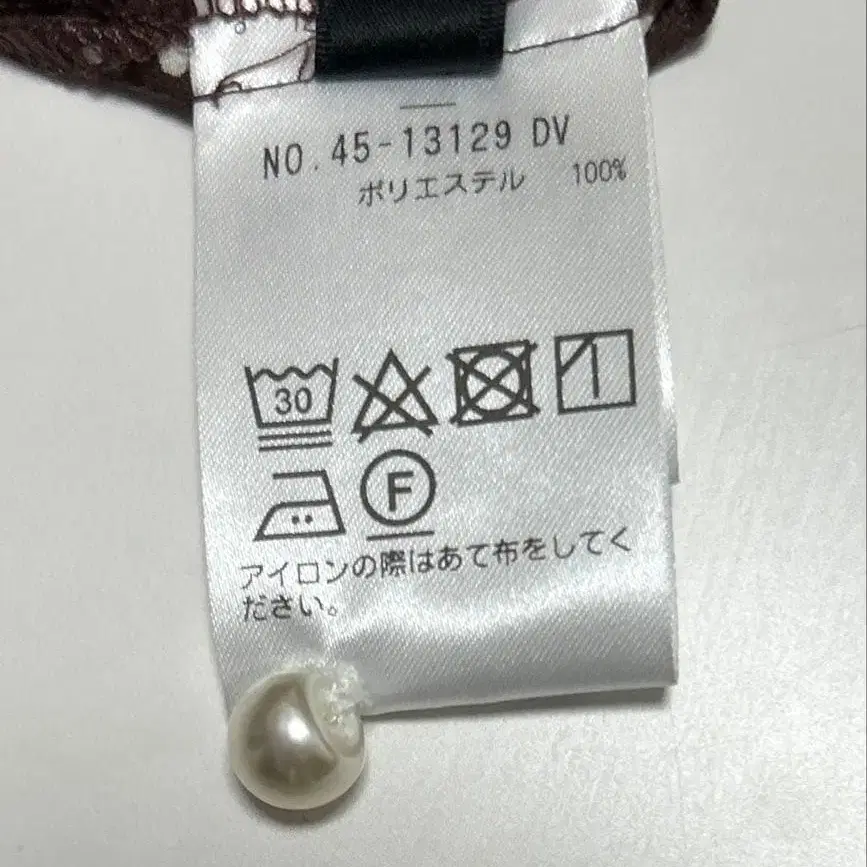 NO. 45-13129 DV
ポリエステル 100%
30
F
アイロンの際はあて布をしてく
ださい。